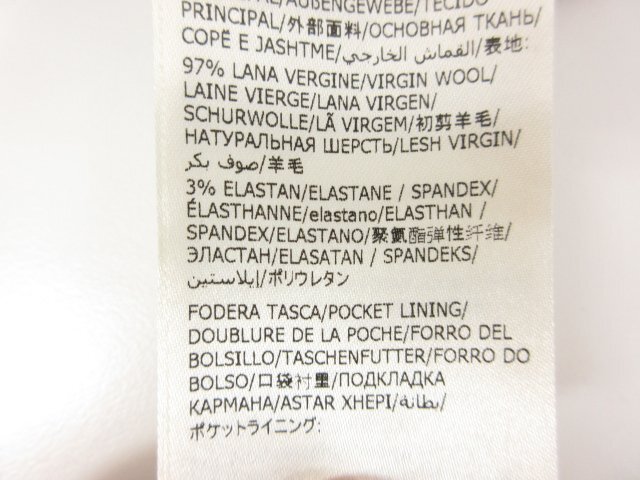 /AUßENGEWEBE/TECIDO
PRINCIPAL/外部面料/ОСНОВНАЯ ТКАНЬ/
COPË E JASHTME/القماش الخارجي/表地:
97% LANA VERGINE/VIRGIN WOOL/
LAINE VIERGE/LANA VIRGEN/
SCHURWOLLE/LÃ VIRGEM/初剪羊毛/
НАТУРАЛЬНАЯ ШЕРСТЬ/LESH VIRGIN/
صوف بكر/羊毛
3% ELASTAN/ELASTANE / SPANDEX/
ÉLASTHANNE/elastano/ELASTHAN /
SPANDEX/ELASTANO/聚氨酯弹性纤维/
ЭЛАСТАН/ELASATAN / SPANDEKS/
إيلاستين/ポリウレタン
FODERA TASCA/POCKET LINING/
DOUBLURE DE LA POCHE/FORRO DEL
BOLSILLO/TASCHENFUTTER/FORRO DO
BOLSO/口袋衬里/ПОДКЛАДКА
КАРМАНА/ASTAR XHEPI/بطانة/
ポケットライニング: